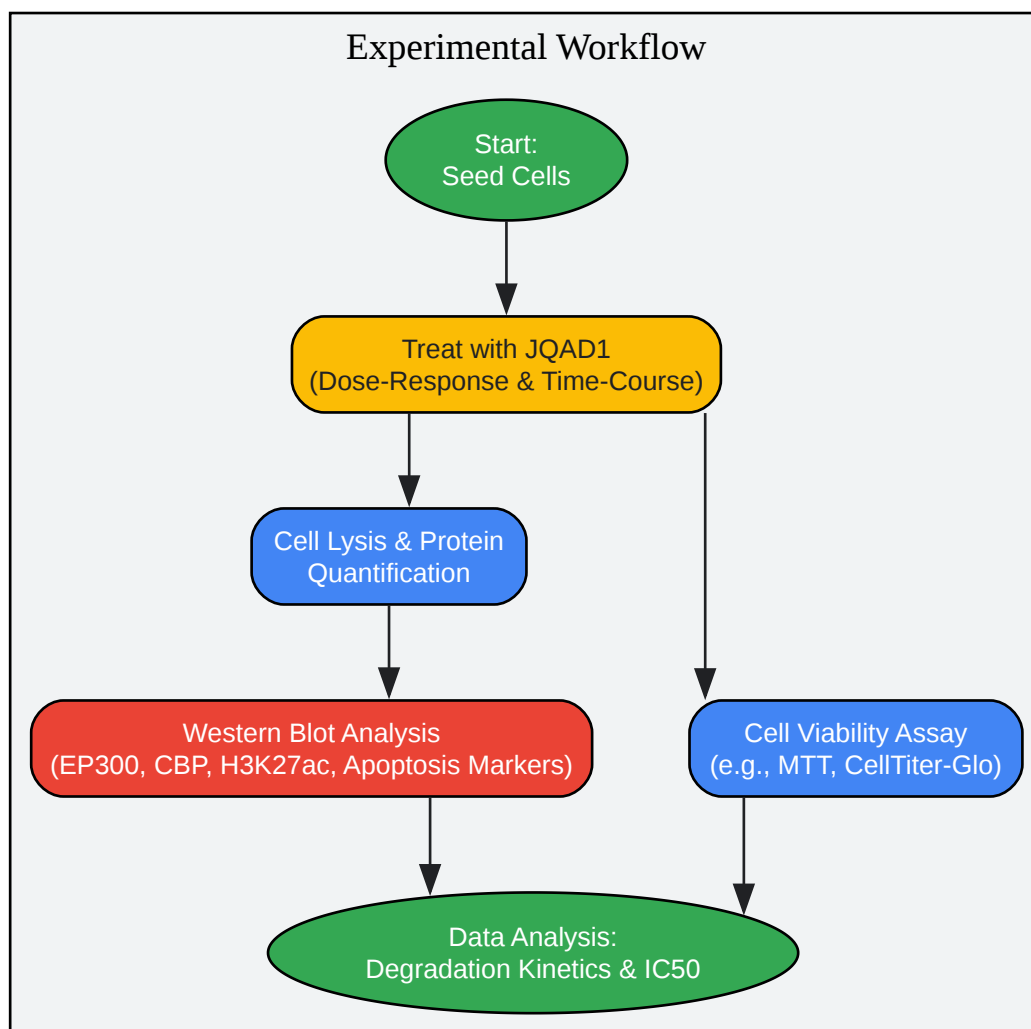 Experimental Workflow
Start:
Seed Cells
Treat with JQAD1
(Dose-Response & Time-Course)
Cell Lysis & Protein
Quantification
Western Blot Analysis
(EP300, CBP, H3K27ac, Apoptosis Markers)
Cell Viability Assay
(e.g., MTT, CellTiter-Glo)
Data Analysis:
Degradation Kinetics & IC50